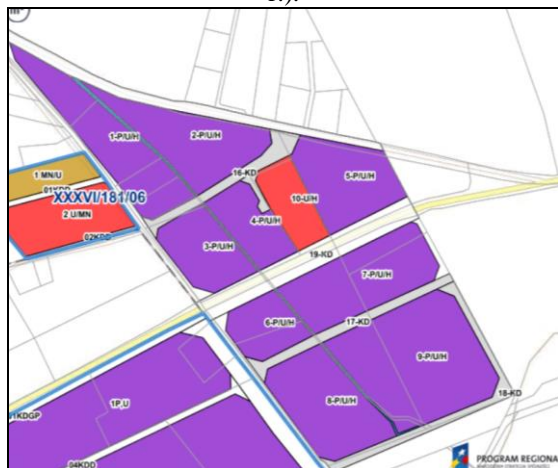 1-P/U/H
2-P/U/H
16-KD
5-P/U/H
1 MN/U
01KDD
XXXVI/181/06
2 U/MN
02KDD
10-U/H
4-P/U/H
3-P/U/H
19-KD
7-P/U/H
6-P/U/H
17-KD
9-P/U/H
8-P/U/H
18-KD
1P,U
01KDGP
04KDD
PROGRAM REGIONA